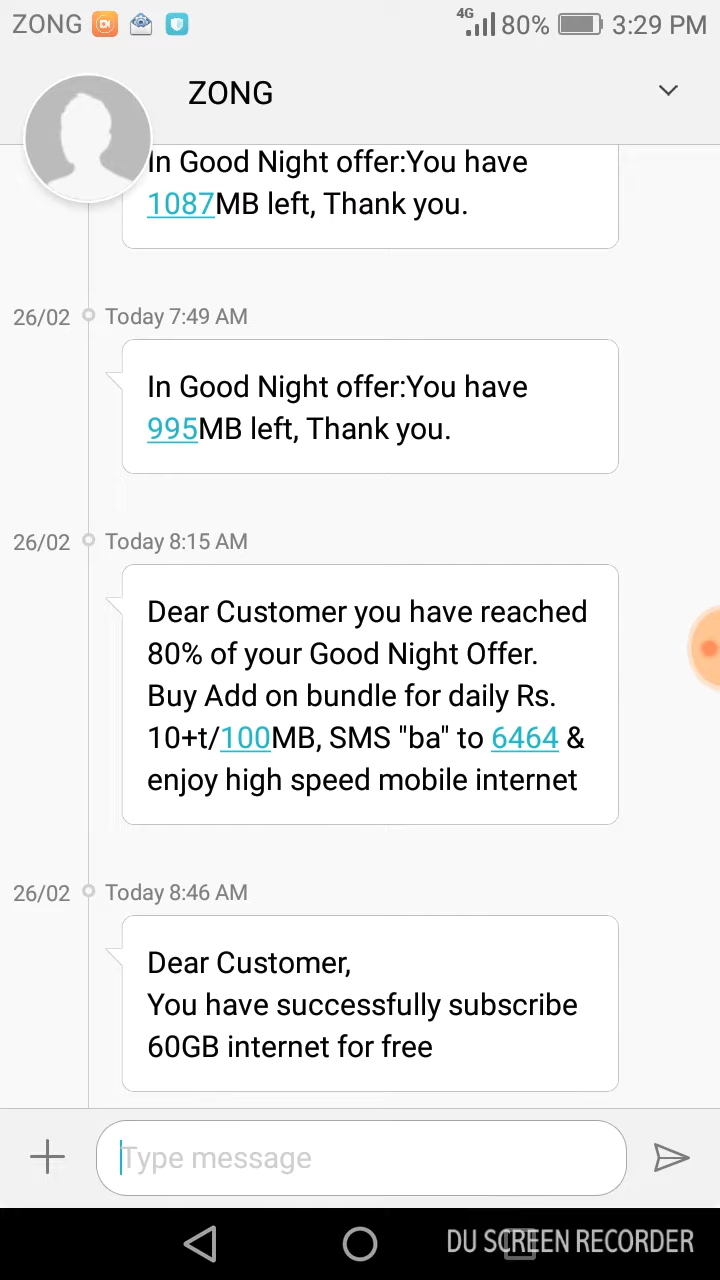 ZONG 4G 80% 3:29 PM
ZONG
In Good Night offer:You have
1087MB left, Thank you.
26/02 Today 7:49 AM
In Good Night offer:You have
995MB left, Thank you.
26/02 Today 8:15 AM
Dear Customer you have reached
80% of your Good Night Offer.
Buy Add on bundle for daily Rs.
10+t/100MB, SMS "ba" to 6464 &
enjoy high speed mobile internet
26/02 Today 8:46 AM
Dear Customer,
You have successfully subscribe
60GB internet for free
Type message
DU SCREEN RECORDER